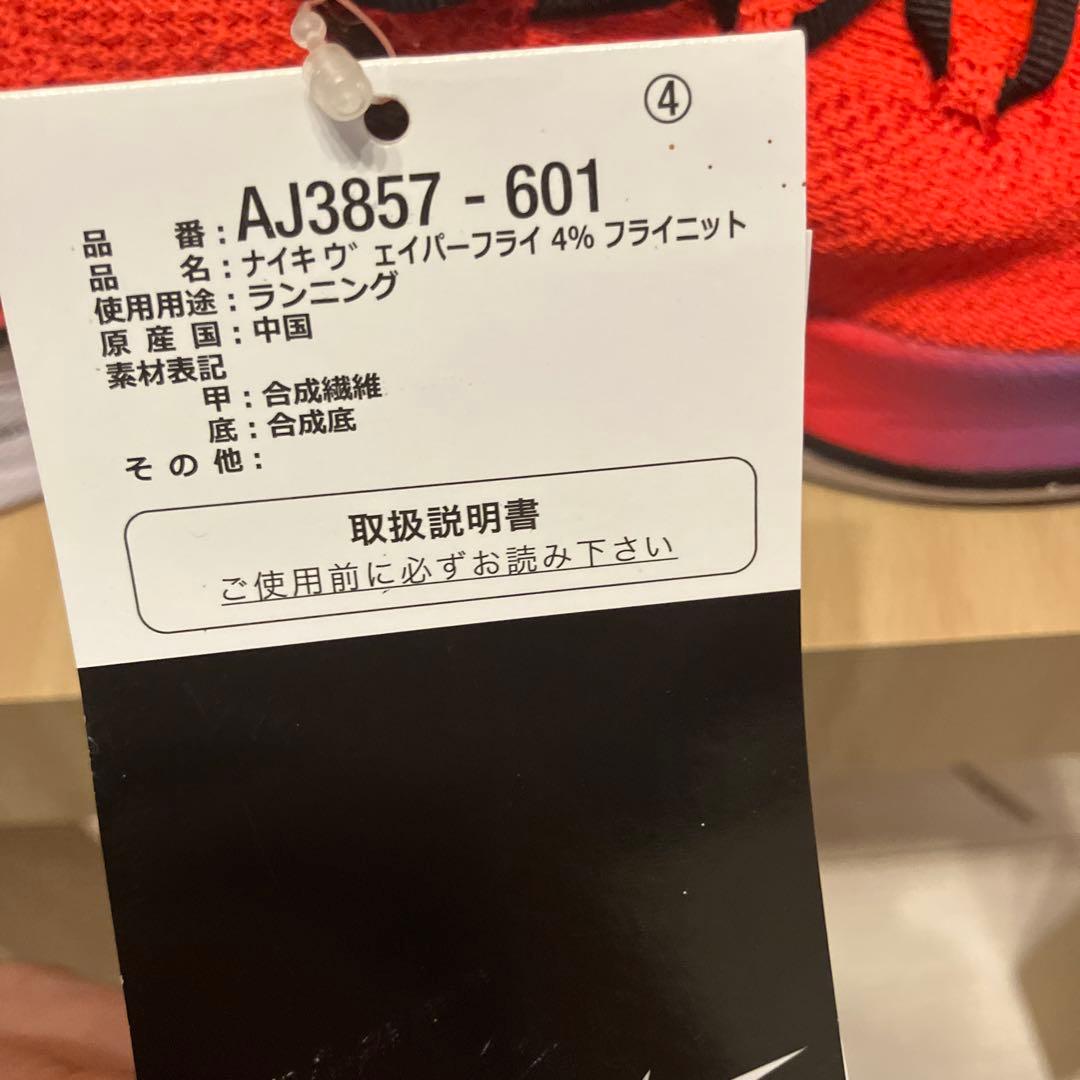 ④
品番：AJ3857 - 601
品名：ナイキ ヴェイパーフライ 4% フライニット
使用用途：ランニング
原産国：中国
素材表記
甲：合成繊維
底：合成底
その他：
取扱説明書
ご使用前に必ずお読み下さい